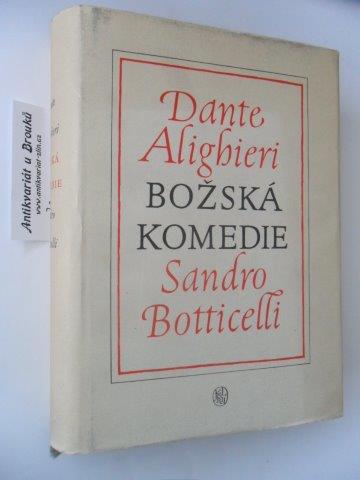 Dante
Alighieri
BOŽSKÁ
KOMEDIE
Sandro
Botticelli
Antikvariát u Brouků
www.antikvariat-zlin.cz